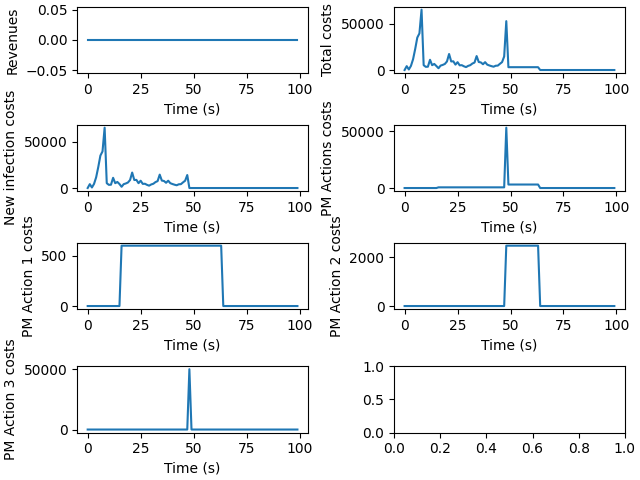 Revenues
0.05
0.00
−0.05
0 25 50 75 100
Time (s)
Total costs
50000
0
0 25 50 75 100
Time (s)
New infection costs
50000
0
0 25 50 75 100
Time (s)
PM Actions costs
50000
0
0 25 50 75 100
Time (s)
PM Action 1 costs
500
0
0 25 50 75 100
Time (s)
PM Action 2 costs
2000
0
0 25 50 75 100
Time (s)
PM Action 3 costs
50000
0
0 25 50 75 100
Time (s)
1.0
0.5
0.0
0.0 0.2 0.4 0.6 0.8 1.0